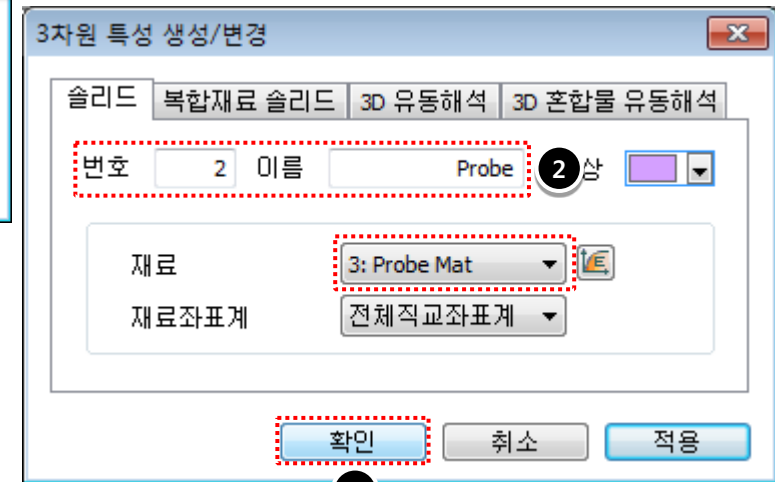 3차원 특성 생성/변경
솔리드 복합재료 솔리드 3D 유동해석 3D 혼합물 유동해석
번호 2 이름 Probe 2 상
재료 3: Probe Mat
재료좌표계 전체직교좌표계
확인 취소 적용